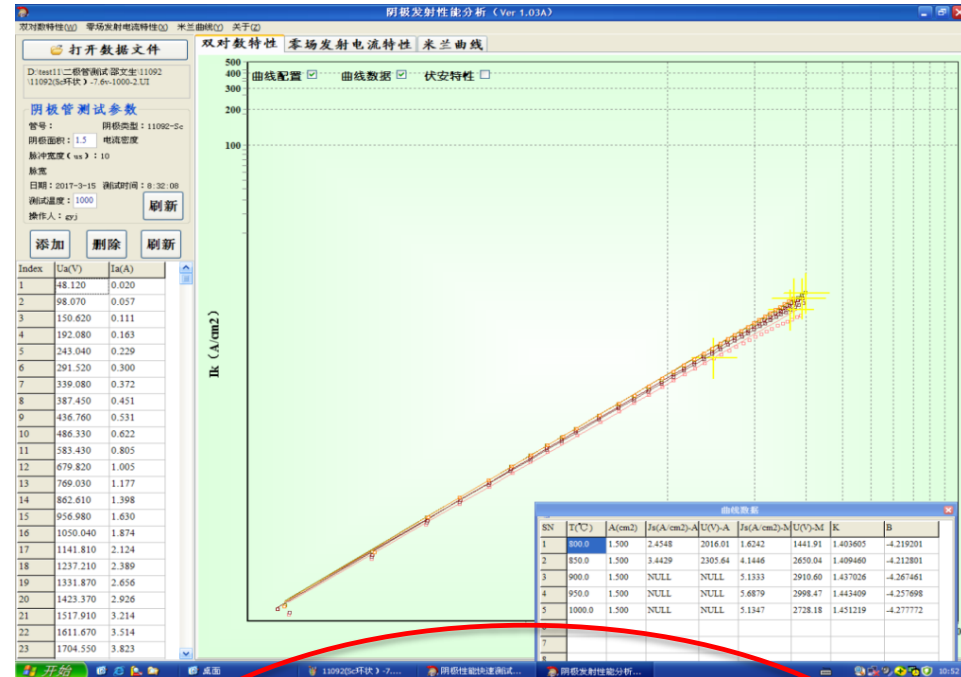 阴极发射性能分析（Ver 1.03A）
双对数特性(W) 零场发射电流特性(X) 米兰曲线(Y) 关于(Z)
打开数据文件
双对数特性 零场发射电流特性 米兰曲线
D:\test11\二极管测试\邵文生\11092
\11092(Sc环状）-7.6v-1000-2.UI
曲线配置 曲线数据 伏安特性
500
400
300
200
100
Ik（A/cm2）
阴极管测试参数
管号： 阴极类型：11092-Sc
阴极面积：1.5 电流密度
脉冲宽度（us）：10
脉宽
日期：2017-3-15 测试时间：8:32:08
测试温度：1000 刷新
操作人：gyj
添加 删除 刷新
Index Ua(V) Ia(A)
1 48.120 0.020
2 98.070 0.057
3 150.620 0.111
4 192.080 0.163
5 243.040 0.229
6 291.520 0.300
7 339.080 0.372
8 387.450 0.451
9 436.760 0.531
10 486.330 0.622
11 583.430 0.805
12 679.820 1.005
13 769.030 1.177
14 862.610 1.398
15 956.980 1.630
16 1050.040 1.874
17 1141.810 2.124
18 1237.210 2.389
19 1331.870 2.656
20 1423.370 2.926
21 1517.910 3.214
22 1611.670 3.514
23 1704.550 3.823
曲线数据
SN T(℃) A(cm2) Js(A/cm2)-A U(V)-A Js(A/cm2)-M U(V)-M K B
1 800.0 1.500 2.4548 2016.01 1.6242 1441.91 1.403605 -4.219201
2 850.0 1.500 3.4429 2305.64 4.1446 2650.04 1.409460 -4.212801
3 900.0 1.500 NULL NULL 5.1333 2910.60 1.437026 -4.267461
4 950.0 1.500 NULL NULL 5.6879 2998.47 1.443409 -4.257698
5 1000.0 1.500 NULL NULL 5.1347 2728.18 1.451219 -4.277772
6
7
8
开始 桌面 11092(Sc环状）-7.... 阴极性能快速测试... 阴极发射性能分析... 10:52